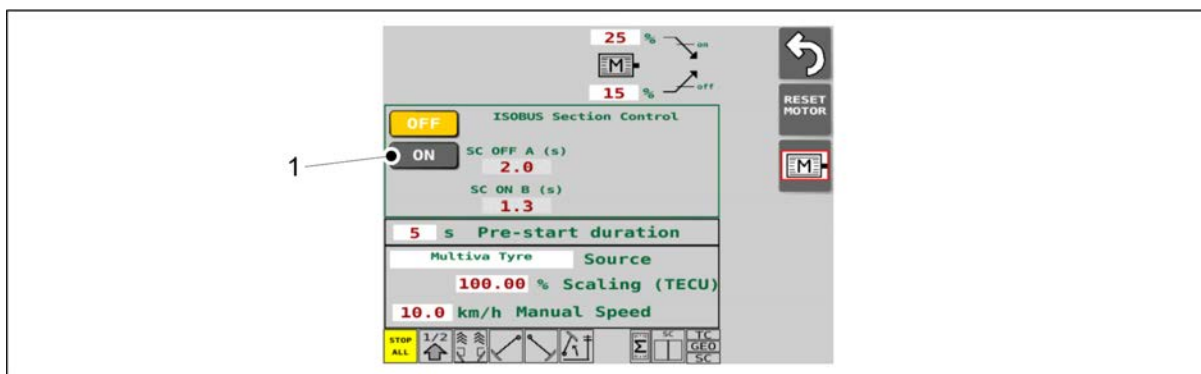 25 %
on
M
15 %
off
RESET
MOTOR
OFF
ISOBUS Section Control
1
ON
SC OFF A (s)
2.0
M
SC ON B (s)
1.3
5 s Pre-start duration
Multiva Tyre Source
100.00 % Scaling (TECU)
10.0 km/h Manual Speed
STOP
ALL
1/2
Σ
SC
TC
GEO
SC